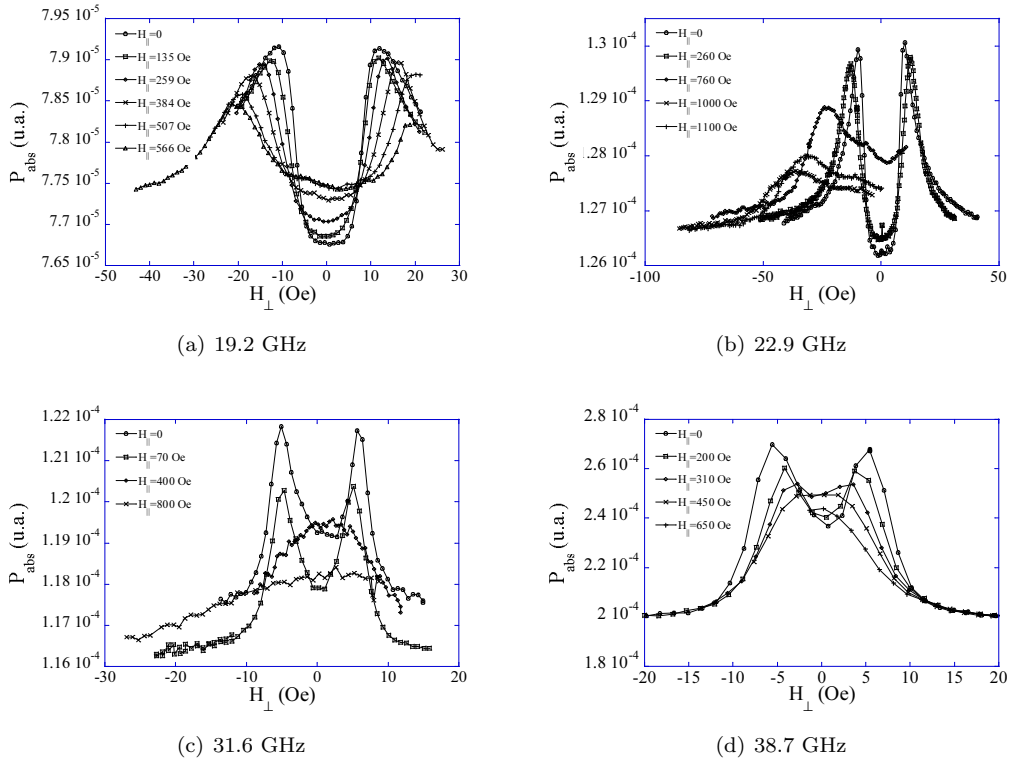 7.95 10⁻⁵
7.90 10⁻⁵
7.85 10⁻⁵
7.80 10⁻⁵
7.75 10⁻⁵
7.70 10⁻⁵
7.65 10⁻⁵
P_abs (u.a.)
H_||=0
H_||=135 Oe
H_||=259 Oe
H_||=384 Oe
H_||=507 Oe
H_||=566 Oe
-50 -40 -30 -20 -10 0 10 20 30
H_⊥ (Oe)
(a) 19.2 GHz
1.3 10⁻⁴
1.29 10⁻⁴
1.28 10⁻⁴
1.27 10⁻⁴
1.26 10⁻⁴
P_abs (u.a.)
H_||=0
H_||=260 Oe
H_||=760 Oe
H_||=1000 Oe
H_||=1100 Oe
-100 -50 0 50
H_⊥ (Oe)
(b) 22.9 GHz
1.22 10⁻⁴
1.21 10⁻⁴
1.20 10⁻⁴
1.19 10⁻⁴
1.18 10⁻⁴
1.17 10⁻⁴
1.16 10⁻⁴
P_abs (u.a.)
H_||=0
H_||=70 Oe
H_||=400 Oe
H_||=800 Oe
-30 -20 -10 0 10 20
H_⊥ (Oe)
(c) 31.6 GHz
2.8 10⁻⁴
2.6 10⁻⁴
2.4 10⁻⁴
2.2 10⁻⁴
2 10⁻⁴
1.8 10⁻⁴
P_abs (u.a.)
H_||=0
H_||=200 Oe
H_||=310 Oe
H_||=450 Oe
H_||=650 Oe
-20 -15 -10 -5 0 5 10 15 20
H_⊥ (Oe)
(d) 38.7 GHz